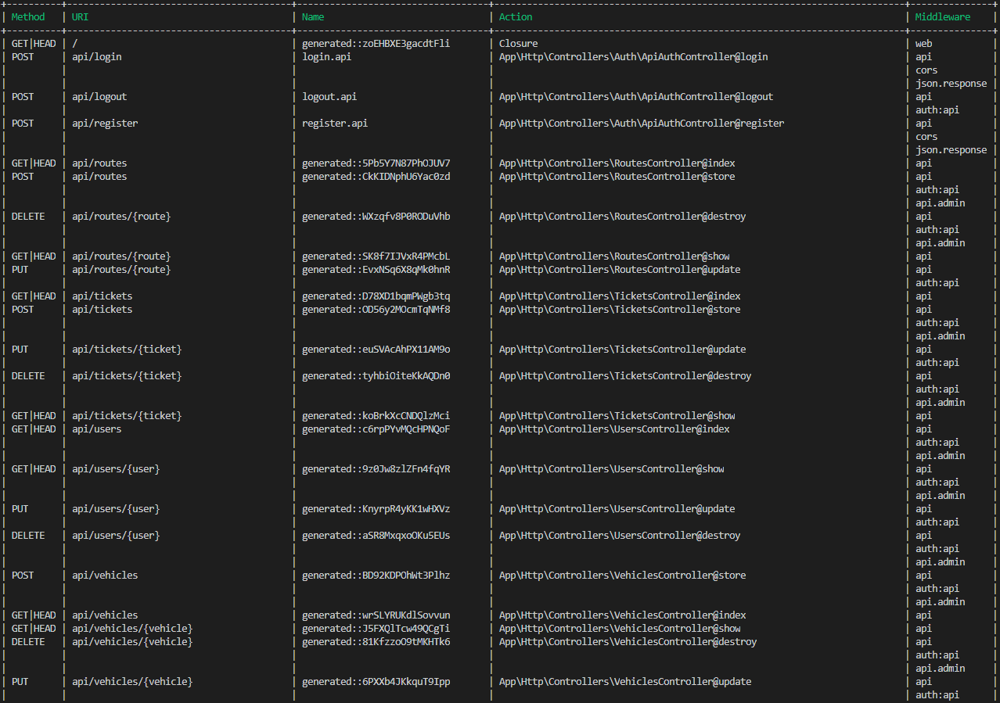 Method | URI | Name | Action | Middleware
GET|HEAD | / | generated::zoEHBXE3gacdtFli | Closure | web
POST | api/login | login.api | App\Http\Controllers\Auth\ApiAuthController@login | api
cors
json.response
POST | api/logout | logout.api | App\Http\Controllers\Auth\ApiAuthController@logout | api
auth:api
POST | api/register | register.api | App\Http\Controllers\Auth\ApiAuthController@register | api
cors
json.response
GET|HEAD | api/routes | generated::5Pb5Y7N87PhOJUV7 | App\Http\Controllers\RoutesController@index | api
POST | api/routes | generated::CkKIDNphU6Yac0zd | App\Http\Controllers\RoutesController@store | api
auth:api
api.admin
DELETE | api/routes/{route} | generated::WXzqfv8P0RODuVhb | App\Http\Controllers\RoutesController@destroy | api
auth:api
api.admin
GET|HEAD | api/routes/{route} | generated::SK8f7IJVxR4PMcbL | App\Http\Controllers\RoutesController@show | api
PUT | api/routes/{route} | generated::EvxNSq6X8qMk0hnR | App\Http\Controllers\RoutesController@update | api
auth:api
GET|HEAD | api/tickets | generated::D78XD1bqmPWgb3tq | App\Http\Controllers\TicketsController@index | api
POST | api/tickets | generated::OD56y2MOcmTqNMf8 | App\Http\Controllers\TicketsController@store | api
auth:api
api.admin
PUT | api/tickets/{ticket} | generated::euSVAcAhPX11AM9o | App\Http\Controllers\TicketsController@update | api
auth:api
DELETE | api/tickets/{ticket} | generated::tyhbiOiteKkAQDn0 | App\Http\Controllers\TicketsController@destroy | api
auth:api
api.admin
GET|HEAD | api/tickets/{ticket} | generated::koBrkXcCNDQlzMci | App\Http\Controllers\TicketsController@show | api
GET|HEAD | api/users | generated::c6rpPYvMQcHPNQoF | App\Http\Controllers\UsersController@index | api
auth:api
api.admin
GET|HEAD | api/users/{user} | generated::9z0Jw8zlZFn4fqYR | App\Http\Controllers\UsersController@show | api
auth:api
api.admin
PUT | api/users/{user} | generated::KnyrpR4yKK1wHXVz | App\Http\Controllers\UsersController@update | api
auth:api
DELETE | api/users/{user} | generated::aSR8MxqxoOKu5EUs | App\Http\Controllers\UsersController@destroy | api
auth:api
api.admin
POST | api/vehicles | generated::BD92KDPOhWt3Plhz | App\Http\Controllers\VehiclesController@store | api
auth:api
api.admin
GET|HEAD | api/vehicles | generated::wrSLYRUKdlSovvun | App\Http\Controllers\VehiclesController@index | api
GET|HEAD | api/vehicles/{vehicle} | generated::J5FXQlTcw49QCgTi | App\Http\Controllers\VehiclesController@show | api
DELETE | api/vehicles/{vehicle} | generated::81KfzzoO9tMKHTk6 | App\Http\Controllers\VehiclesController@destroy | api
auth:api
api.admin
PUT | api/vehicles/{vehicle} | generated::6PXXb4JKkquT9Ipp | App\Http\Controllers\VehiclesController@update | api
auth:api